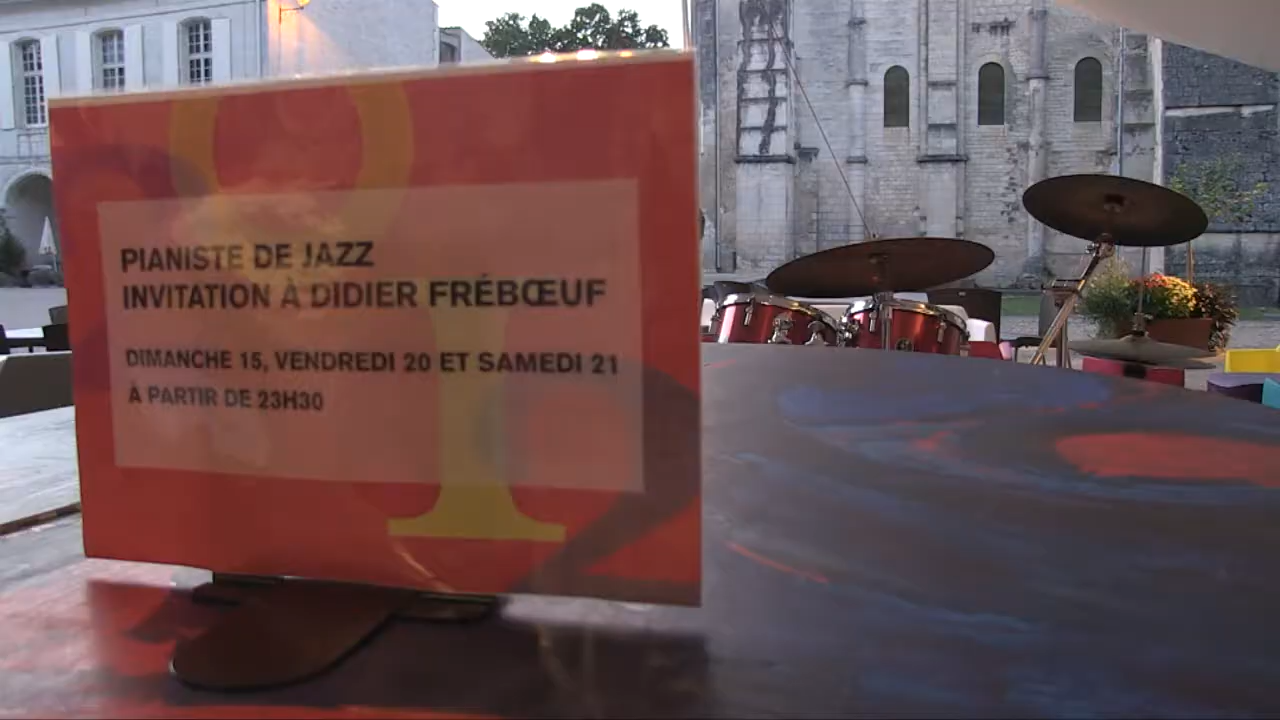 PIANISTE DE JAZZ
INVITATION À DIDIER FRÉBŒUF
DIMANCHE 15, VENDREDI 20 ET SAMEDI 21
À PARTIR DE 23H30